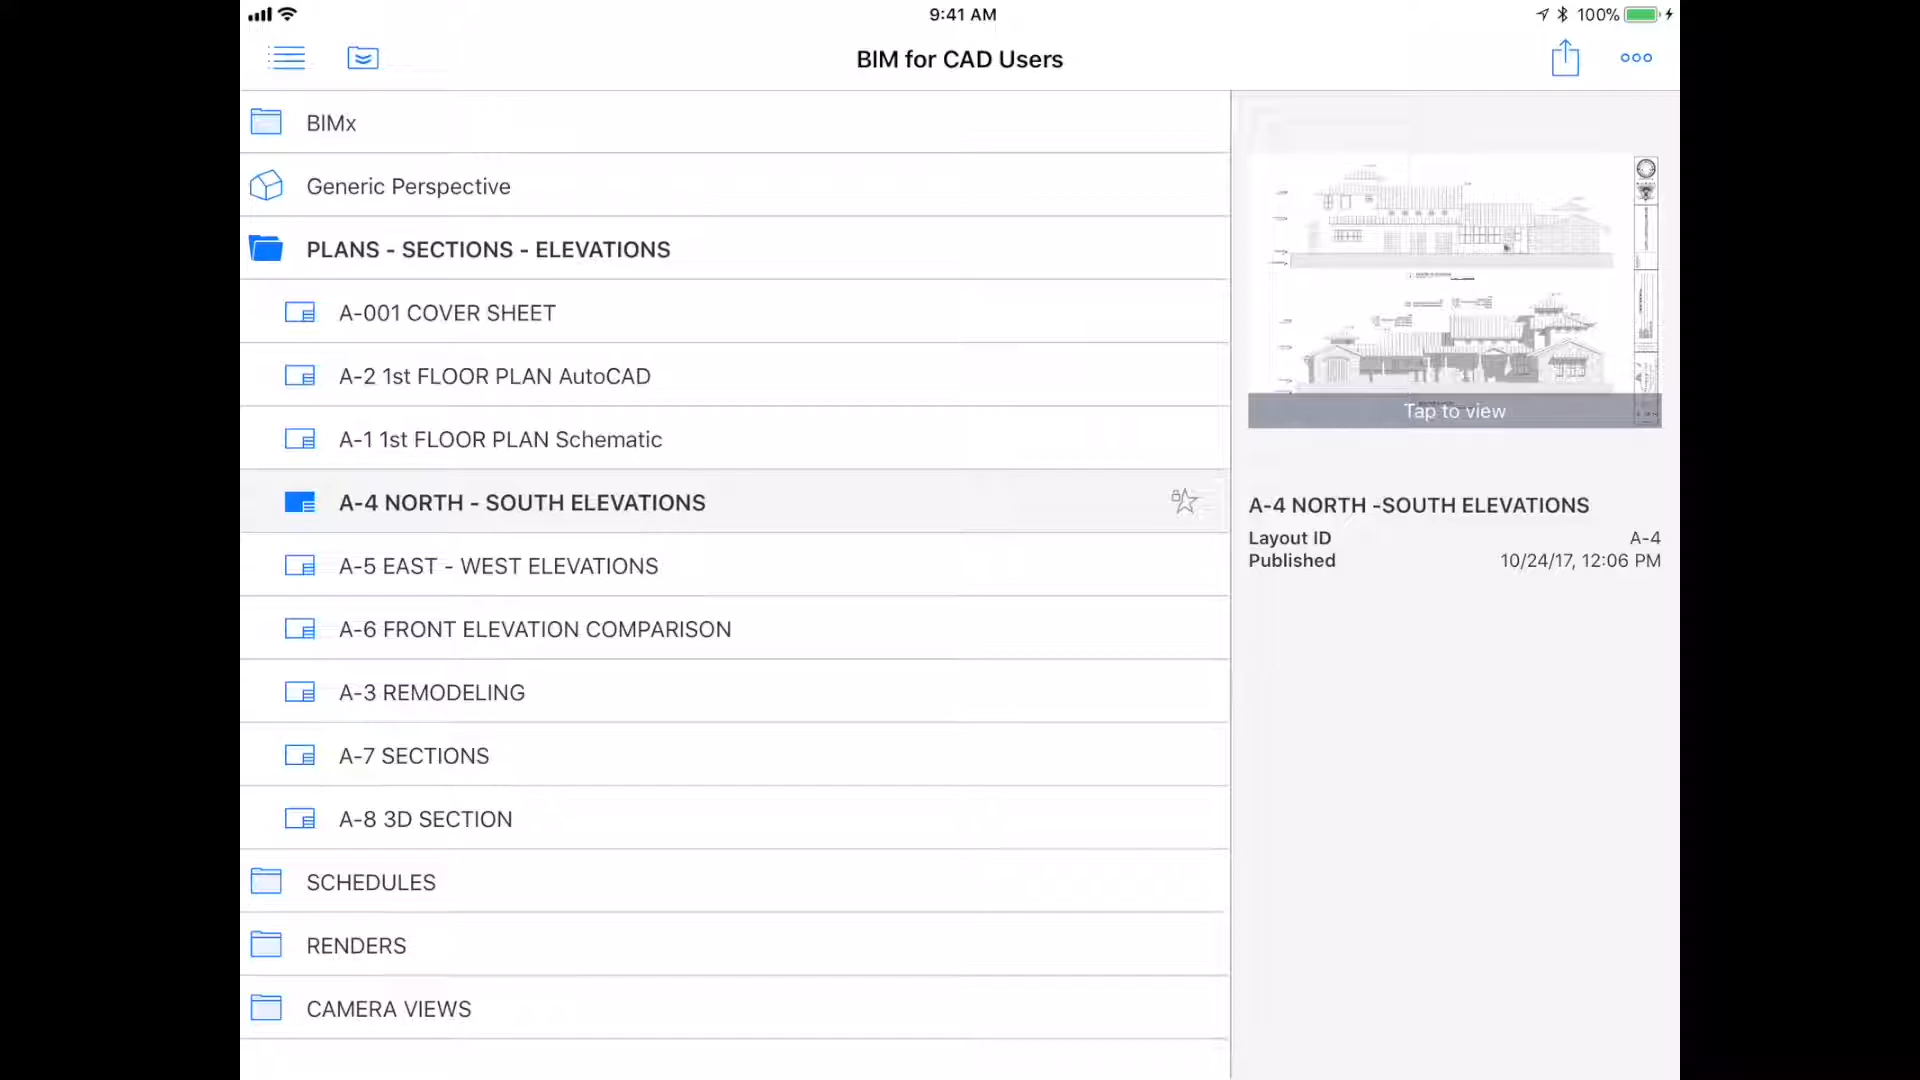 9:41 AM
100%
BIM for CAD Users
BIMx
Generic Perspective
PLANS - SECTIONS - ELEVATIONS
A-001 COVER SHEET
A-2 1st FLOOR PLAN AutoCAD
A-1 1st FLOOR PLAN Schematic
A-4 NORTH - SOUTH ELEVATIONS
A-5 EAST - WEST ELEVATIONS
A-6 FRONT ELEVATION COMPARISON
A-3 REMODELING
A-7 SECTIONS
A-8 3D SECTION
SCHEDULES
RENDERS
CAMERA VIEWS
Tap to view
A-4 NORTH -SOUTH ELEVATIONS
Layout ID A-4
Published 10/24/17, 12:06 PM